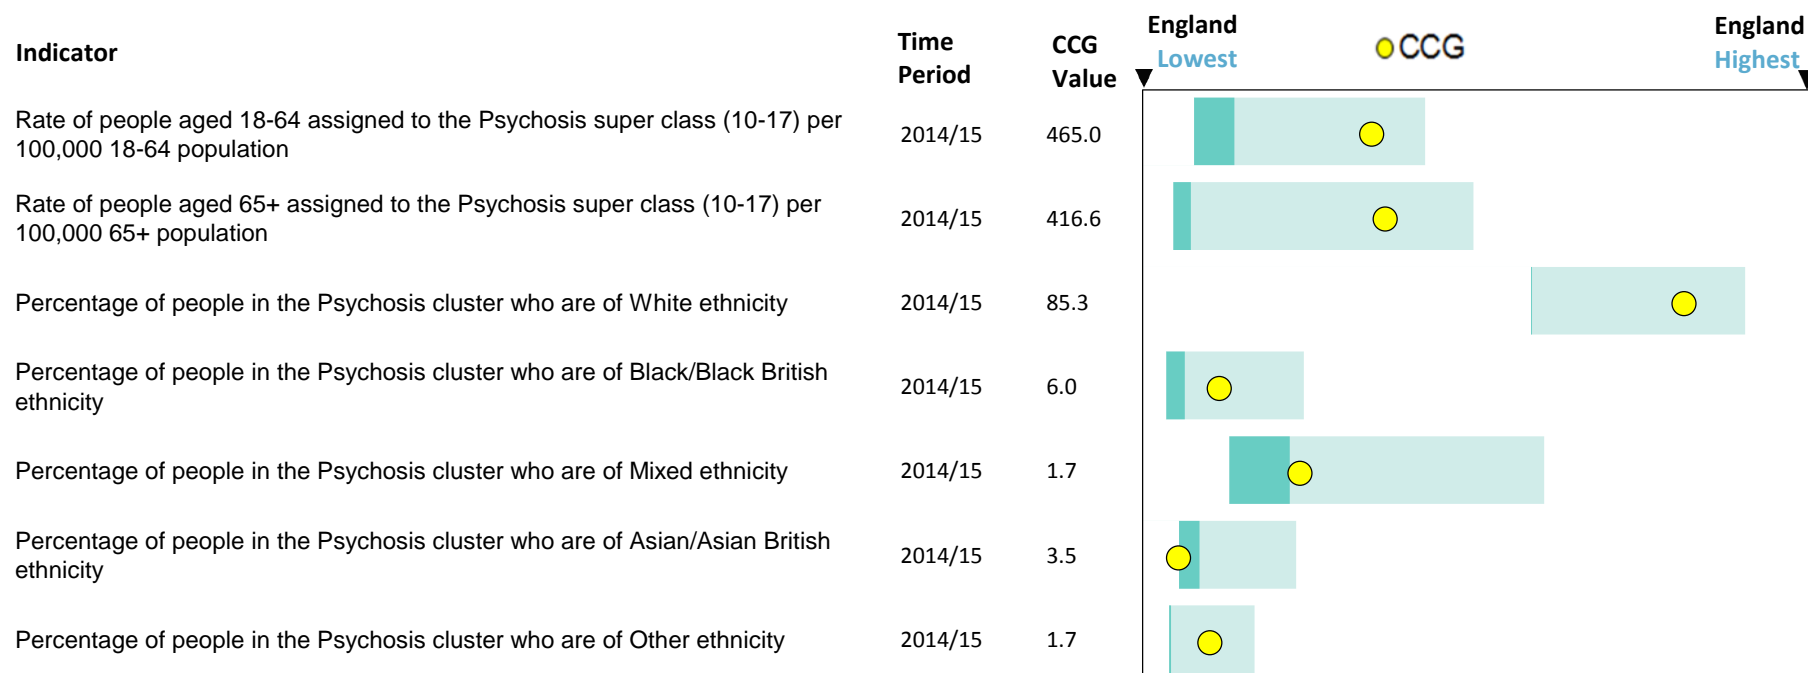 Indicator
Time Period
CCG Value
England Lowest
CCG
England Highest
Rate of people aged 18-64 assigned to the Psychosis super class (10-17) per
100,000 18-64 population
2014/15
465.0
Rate of people aged 65+ assigned to the Psychosis super class (10-17) per
100,000 65+ population
2014/15
416.6
Percentage of people in the Psychosis cluster who are of White ethnicity
2014/15
85.3
Percentage of people in the Psychosis cluster who are of Black/Black British
ethnicity
2014/15
6.0
Percentage of people in the Psychosis cluster who are of Mixed ethnicity
2014/15
1.7
Percentage of people in the Psychosis cluster who are of Asian/Asian British
ethnicity
2014/15
3.5
Percentage of people in the Psychosis cluster who are of Other ethnicity
2014/15
1.7